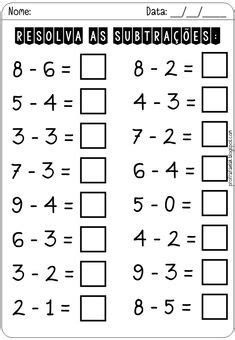 Nome: Data: __/__/__
RESOLVA AS SUBTRAÇÕES:
8 - 6 = 8 - 2 =
5 - 4 = 4 - 3 =
3 - 3 = 7 - 7 =
7 - 3 = 6 - 4 =
9 - 4 = 5 - 0 =
6 - 3 = 4 - 2 =
3 - 2 = 9 - 3 =
2 - 1 = 8 - 5 =